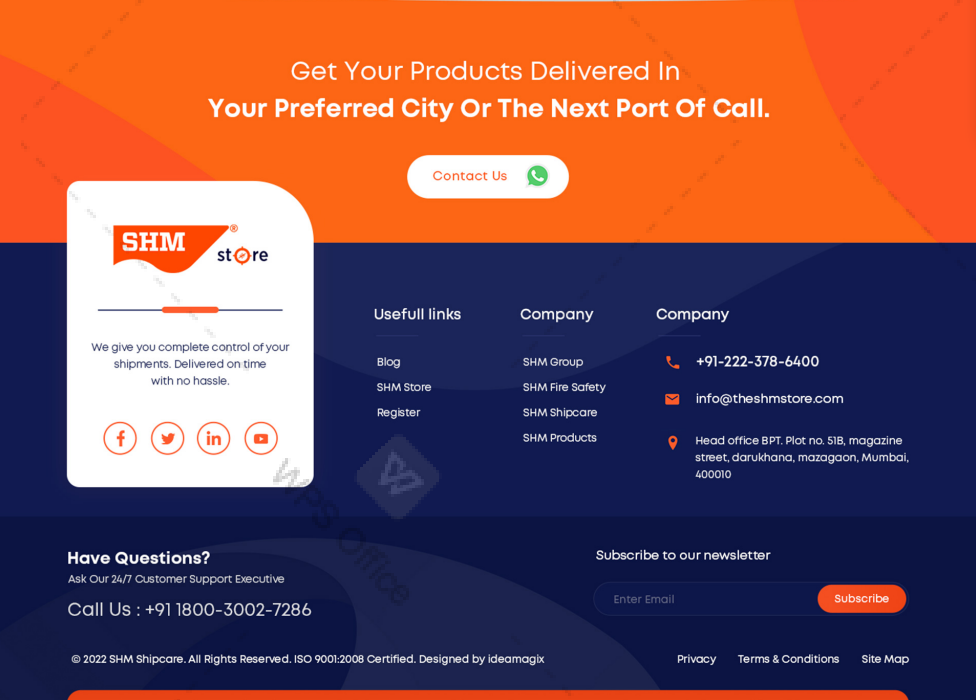 Get Your Products Delivered In
Your Preferred City Or The Next Port Of Call.
Contact Us
SHM®
store
We give you complete control of your
shipments. Delivered on time
with no hassle.
Usefull links
Blog
SHM Store
Register
Company
SHM Group
SHM Fire Safety
SHM Shipcare
SHM Products
Company
+91-222-378-6400
info@theshmstore.com
Head office BPT. Plot no. 51B, magazine
street, darukhana, mazagaon, Mumbai,
400010
WPS Office
Have Questions?
Ask Our 24/7 Customer Support Executive
Call Us : +91 1800-3002-7286
Subscribe to our newsletter
Enter Email
Subscribe
© 2022 SHM Shipcare. All Rights Reserved. ISO 9001:2008 Certified. Designed by ideamagix
Privacy
Terms & Conditions
Site Map